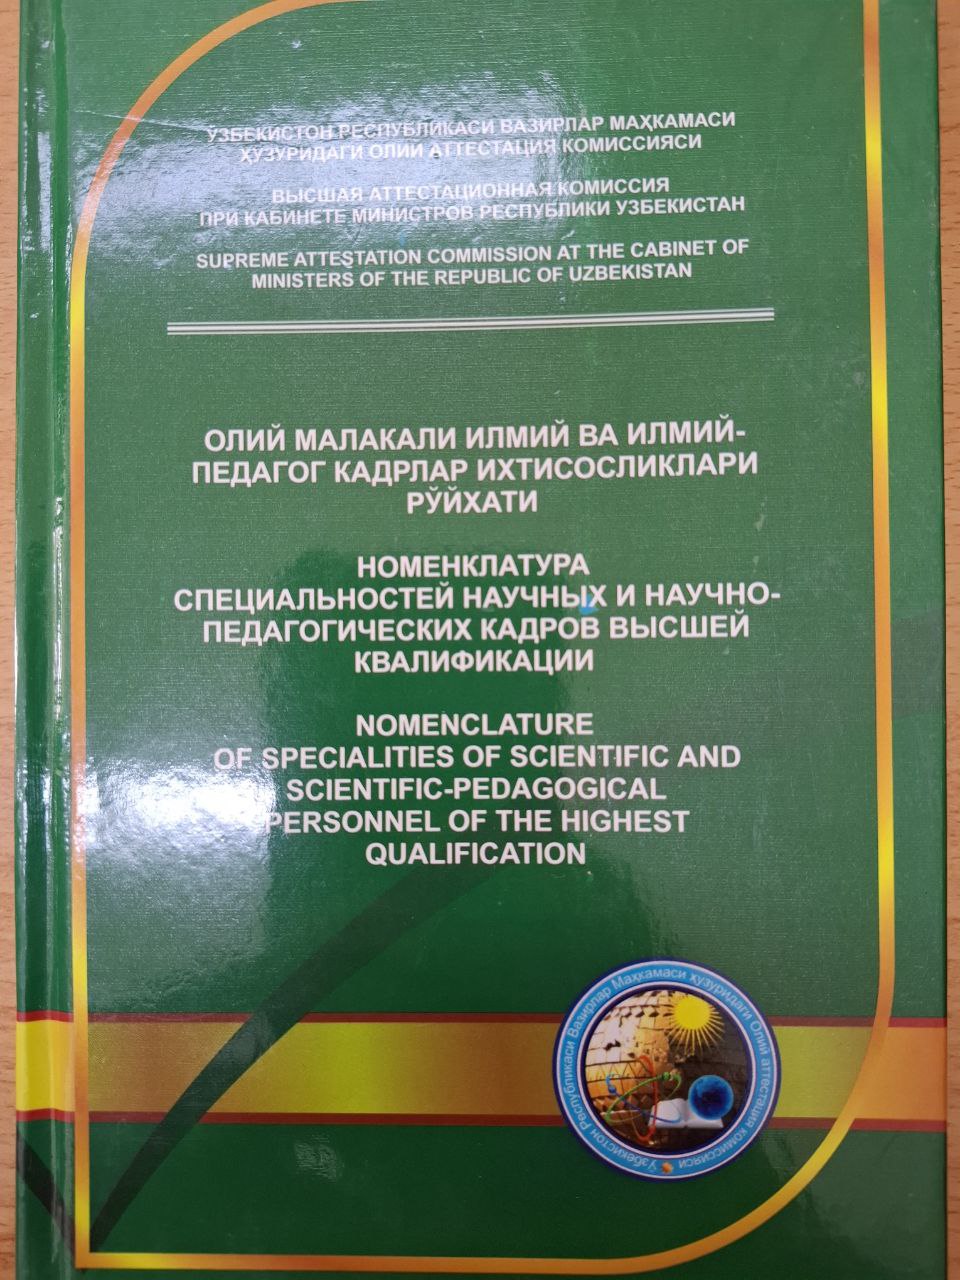 ЎЗБЕКИСТОН РЕСПУБЛИКАСИ ВАЗИРЛАР МАҲКАМАСИ
ҲУЗУРИДАГИ ОЛИЙ АТТЕСТАЦИЯ КОМИССИЯСИ
ВЫСШАЯ АТТЕСТАЦИОННАЯ КОМИССИЯ
ПРИ КАБИНЕТЕ МИНИСТРОВ РЕСПУБЛИКИ УЗБЕКИСТАН
SUPREME ATTESTATION COMMISSION AT THE CABINET OF
MINISTERS OF THE REPUBLIC OF UZBEKISTAN
ОЛИЙ МАЛАКАЛИ ИЛМИЙ ВА ИЛМИЙ-
ПЕДАГОГ КАДРЛАР ИХТИСОСЛИКЛАРИ
РЎЙХАТИ
НОМЕНКЛАТУРА
СПЕЦИАЛЬНОСТЕЙ НАУЧНЫХ И НАУЧНО-
ПЕДАГОГИЧЕСКИХ КАДРОВ ВЫСШЕЙ
КВАЛИФИКАЦИИ
NOMENCLATURE
OF SPECIALITIES OF SCIENTIFIC AND
SCIENTIFIC-PEDAGOGICAL
PERSONNEL OF THE HIGHEST
QUALIFICATION
Ўзбекистон Республикаси Вазирлар Маҳкамаси ҳузуридаги Олий аттестация комиссияси